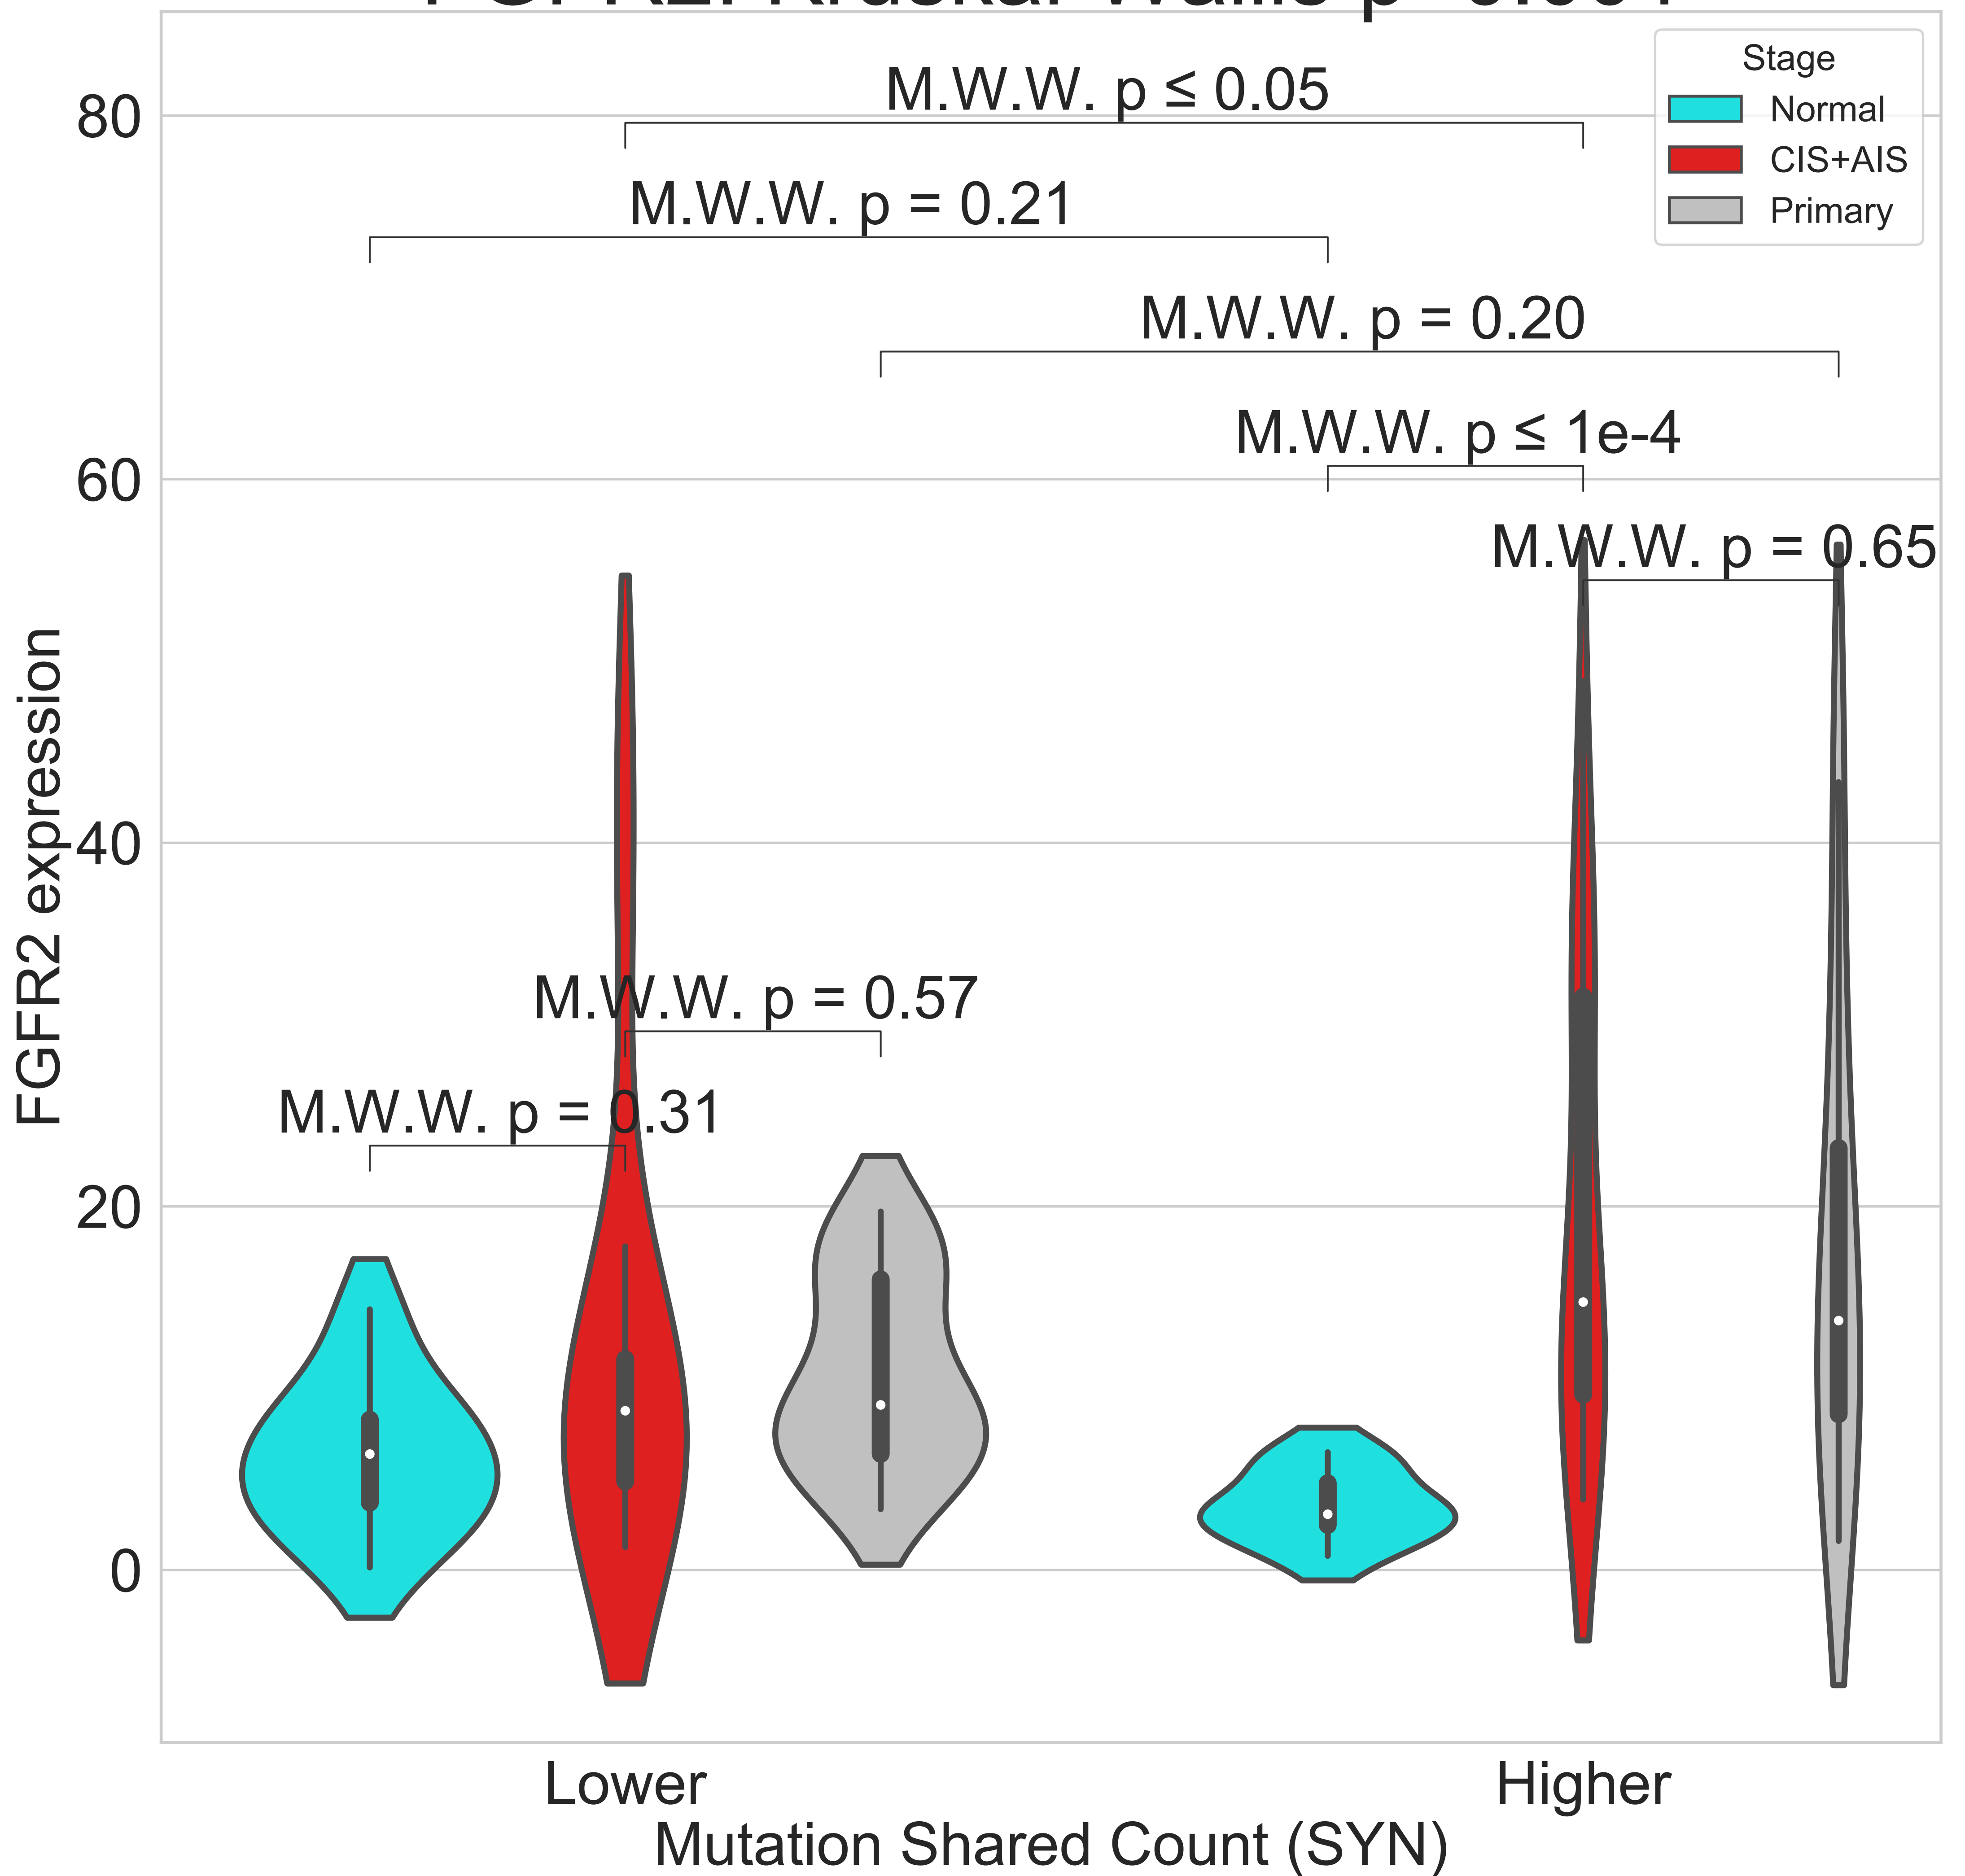 M.W.W. p ≤ 0.05
M.W.W. p = 0.21
M.W.W. p = 0.20
M.W.W. p ≤ 1e-4
M.W.W. p = 0.65
M.W.W. p = 0.57
M.W.W. p = 0.31
Stage
Normal
CIS+AIS
Primary
80
60
40
20
0
FGFR2 expression
Lower
Higher
Mutation Shared Count (SYN)